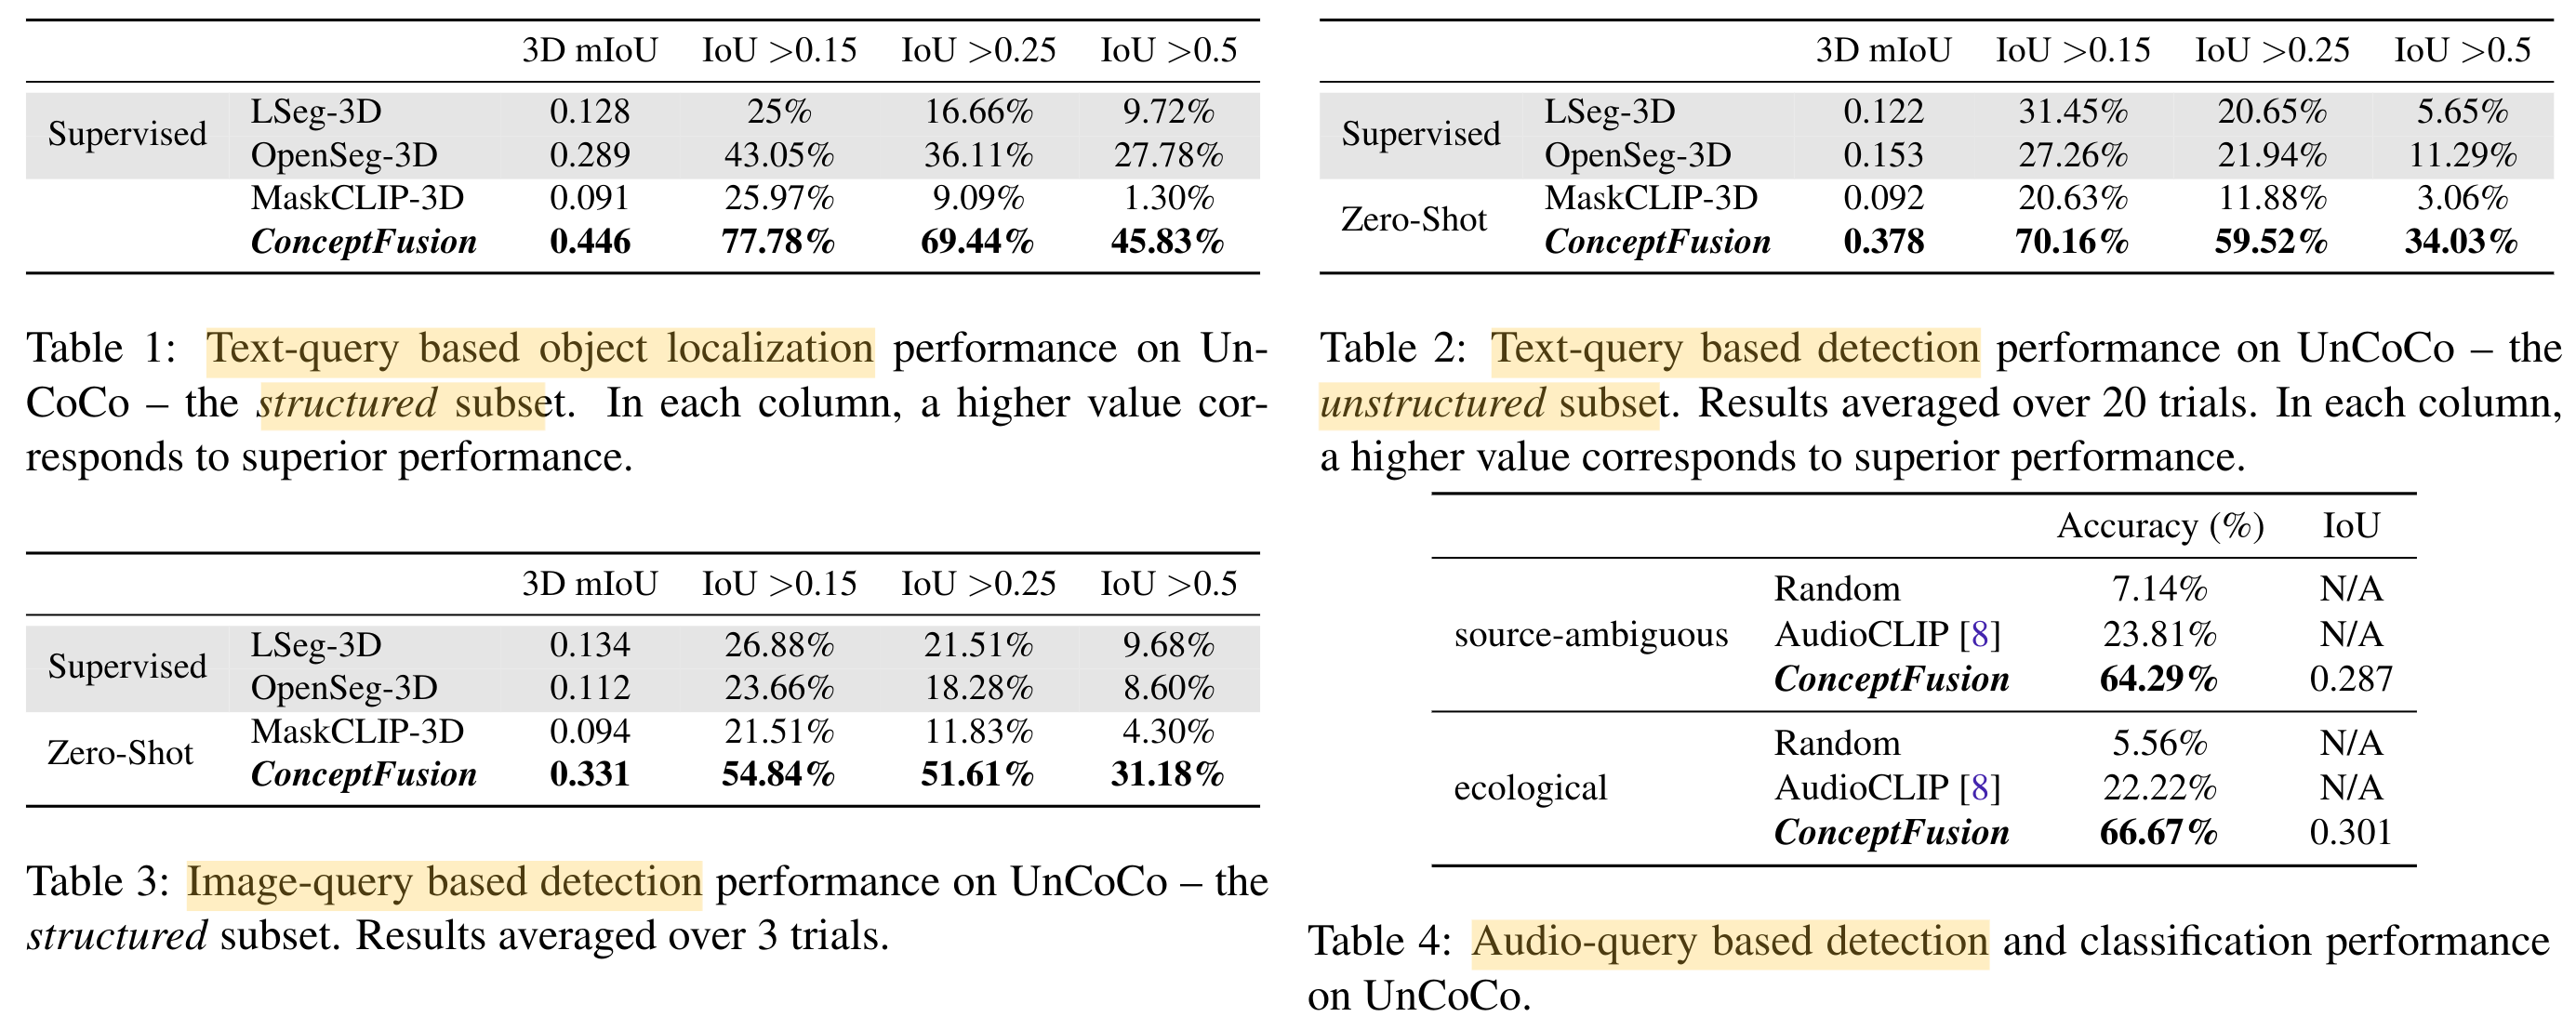 3D mIoU IoU >0.15 IoU >0.25 IoU >0.5
Supervised
LSeg-3D 0.128 25% 16.66% 9.72%
OpenSeg-3D 0.289 43.05% 36.11% 27.78%
MaskCLIP-3D 0.091 25.97% 9.09% 1.30%
ConceptFusion 0.446 77.78% 69.44% 45.83%
Table 1: Text-query based object localization performance on Un-
CoCo – the structured subset. In each column, a higher value cor-
responds to superior performance.
3D mIoU IoU >0.15 IoU >0.25 IoU >0.5
Supervised
LSeg-3D 0.122 31.45% 20.65% 5.65%
OpenSeg-3D 0.153 27.26% 21.94% 11.29%
Zero-Shot
MaskCLIP-3D 0.092 20.63% 11.88% 3.06%
ConceptFusion 0.378 70.16% 59.52% 34.03%
Table 2: Text-query based detection performance on UnCoCo – the
unstructured subset. Results averaged over 20 trials. In each column,
a higher value corresponds to superior performance.
3D mIoU IoU >0.15 IoU >0.25 IoU >0.5
Supervised
LSeg-3D 0.134 26.88% 21.51% 9.68%
OpenSeg-3D 0.112 23.66% 18.28% 8.60%
Zero-Shot
MaskCLIP-3D 0.094 21.51% 11.83% 4.30%
ConceptFusion 0.331 54.84% 51.61% 31.18%
Table 3: Image-query based detection performance on UnCoCo – the
structured subset. Results averaged over 3 trials.
Accuracy (%) IoU
source-ambiguous
Random 7.14% N/A
AudioCLIP [8] 23.81% N/A
ConceptFusion 64.29% 0.287
ecological
Random 5.56% N/A
AudioCLIP [8] 22.22% N/A
ConceptFusion 66.67% 0.301
Table 4: Audio-query based detection and classification performance
on UnCoCo.